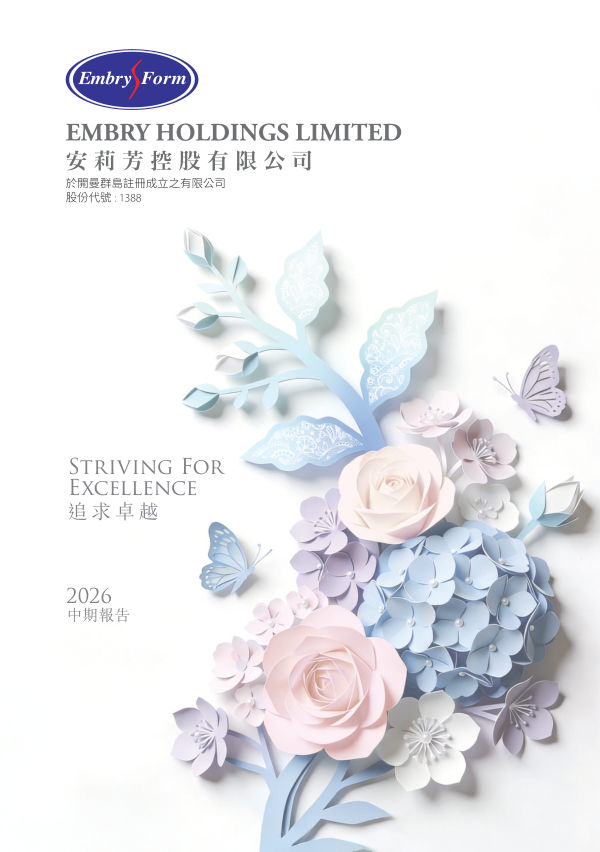 Embry Form
EMBRY HOLDINGS LIMITED
安莉芳控股有限公司
於開曼群島註冊成立之有限公司
股份代號 : 1388
STRIVING FOR
EXCELLENCE
追求卓越
2026
中期報告